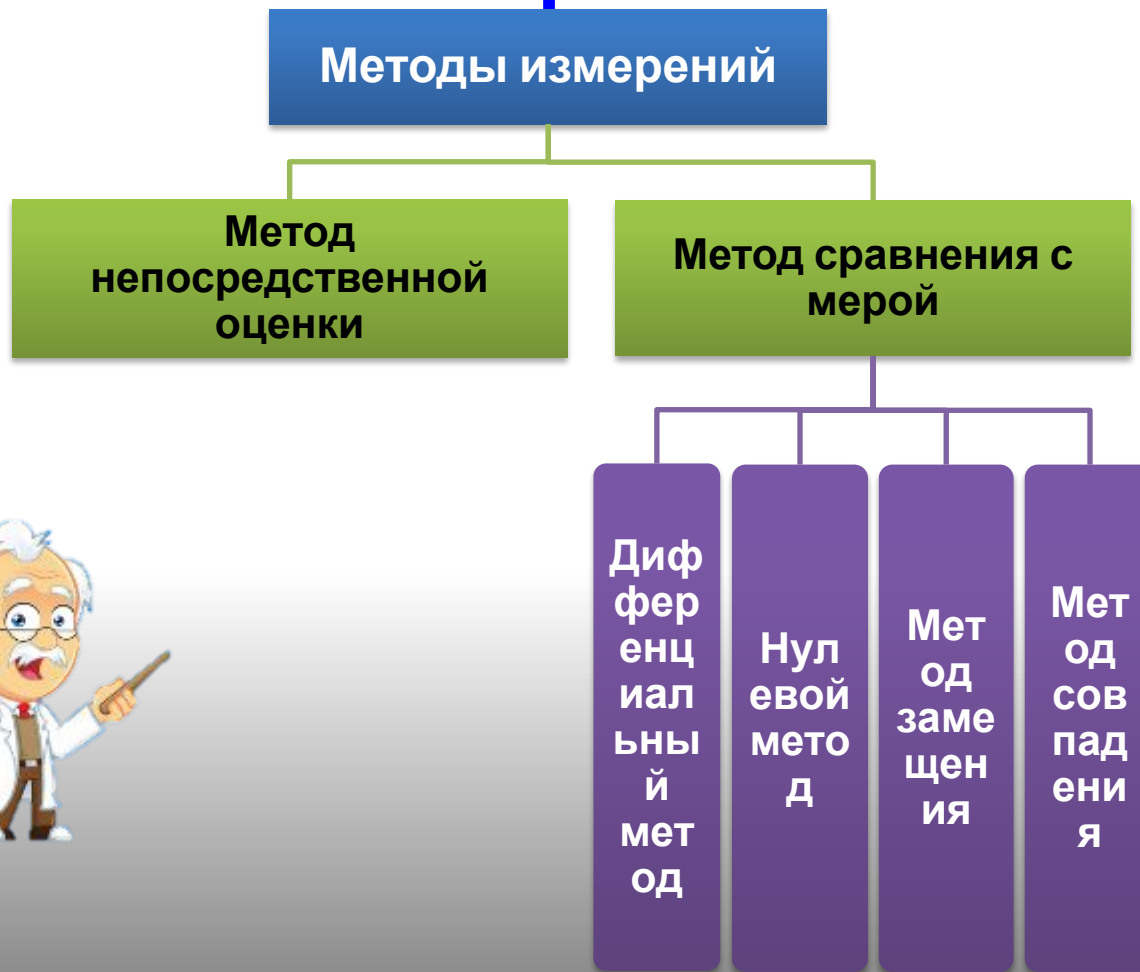 Методы измерений
Метод
непосредственной
оценки
Метод сравнения с
мерой
Диф
фер
енц
иал
ьны
й
мет
од
Нул
евой
мето
д
Мет
од
заме
щен
ия
Мет
од
сов
пад
ени
я